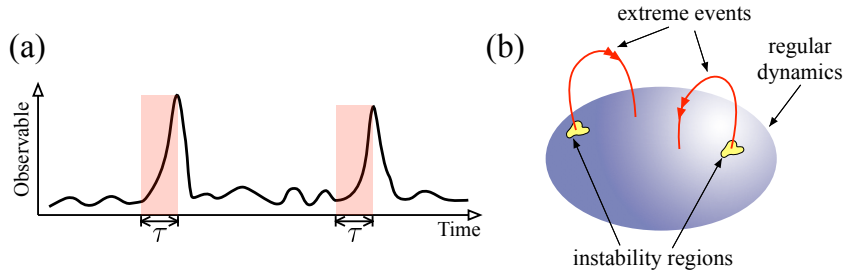 (a)
Observable
τ
τ
Time
(b)
extreme events
regular
dynamics
instability regions